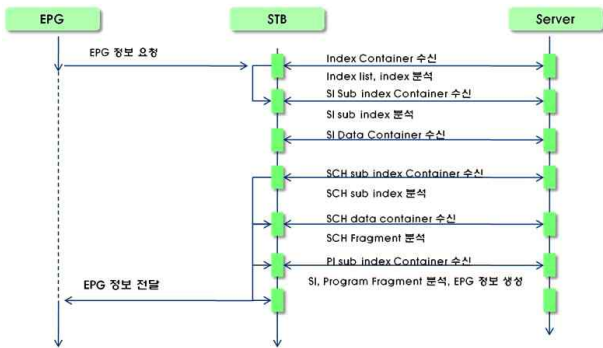 EPG
STB
Server
EPG 정보 요청
Index Container 수신
Index list, index 분석
SI Sub index Container 수신
SI sub index 분석
SI Data Container 수신
SCH sub index Container 수신
SCH sub index 분석
SCH data container 수신
SCH Fragment 분석
PI sub index Container 수신
EPG 정보 전달
SI, Program Fragment 분석, EPG 정보 생성